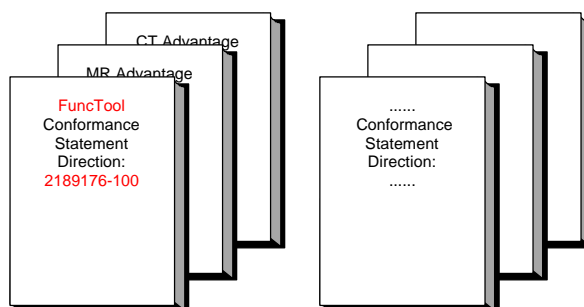 CT Advantage
MR Advantage
FuncTool
Conformance
Statement
Direction:
2189176-100
......
Conformance
Statement
Direction:
......